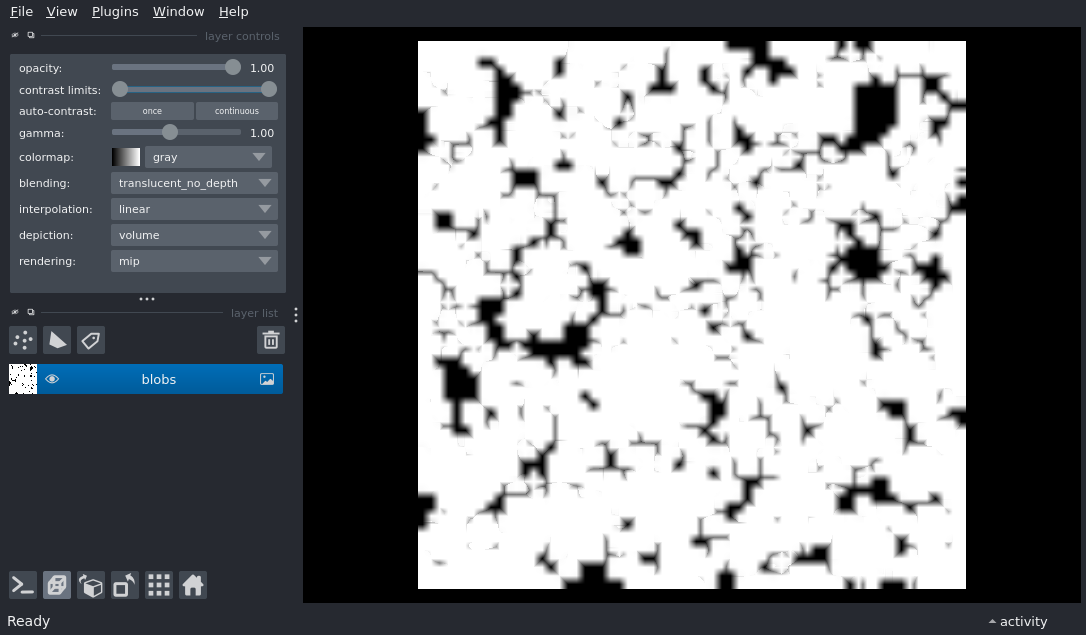 File View Plugins Window Help
layer controls
opacity: 1.00
contrast limits:
auto-contrast: once continuous
gamma: 1.00
colormap: gray
blending: translucent_no_depth
interpolation: linear
depiction: volume
rendering: mip
layer list
blobs
Ready
activity